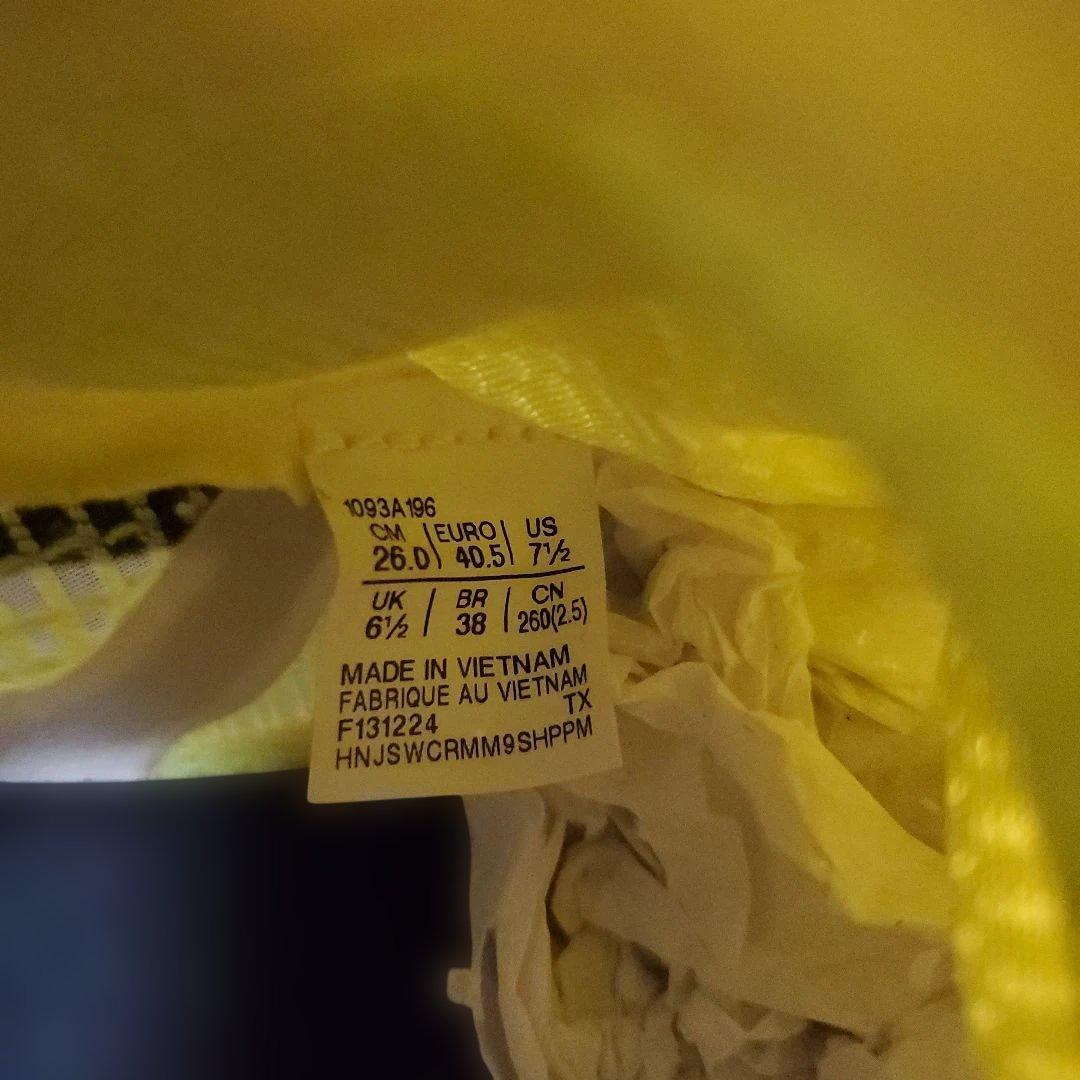 1093A196
CM | EURO | US
26.0 | 40.5 | 7½
UK / BR / CN
6½ / 38 | 260(2.5)
MADE IN VIETNAM
FABRIQUE AU VIETNAM
F131224 TX
HNJSWCRMM9SHPPM